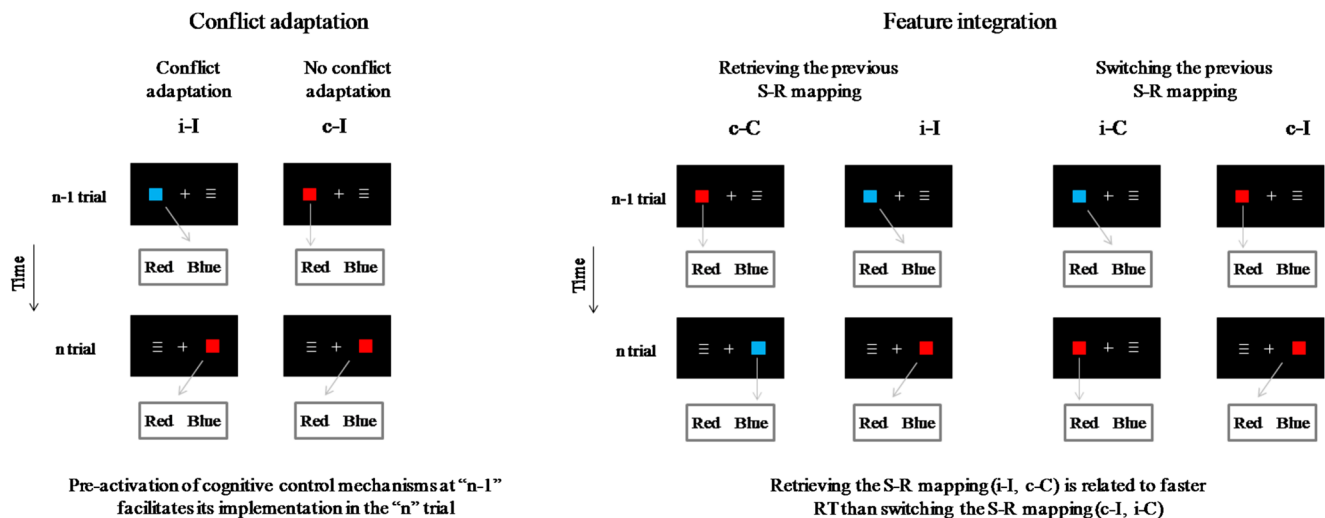 Conflict adaptation
Conflict
adaptation
No conflict
adaptation
i-I
c-I
n-1 trial
+
Red Blue
Red Blue
Time
n trial
+
Red Blue
Red Blue
Pre-activation of cognitive control mechanisms at “n-1”
facilitates its implementation in the “n” trial
Feature integration
Retrieving the previous
S-R mapping
Switching the previous
S-R mapping
c-C
i-I
i-C
c-I
n-1 trial
Red Blue
Red Blue
Red Blue
Red Blue
Time
n trial
Red Blue
Red Blue
Red Blue
Red Blue
Retrieving the S-R mapping (i-I, c-C) is related to faster
RT than switching the S-R mapping (c-I, i-C)